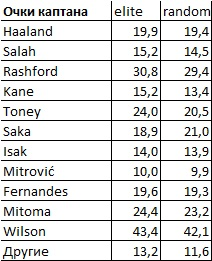 Очки каптана elite random
Haaland 19,9 19,4
Salah 15,2 14,5
Rashford 30,8 29,4
Kane 15,2 13,4
Toney 24,0 20,5
Saka 18,9 21,0
Isak 14,0 13,9
Mitrović 10,0 9,9
Fernandes 19,6 19,3
Mitoma 24,4 23,2
Wilson 43,4 42,1
Другие 13,2 11,6